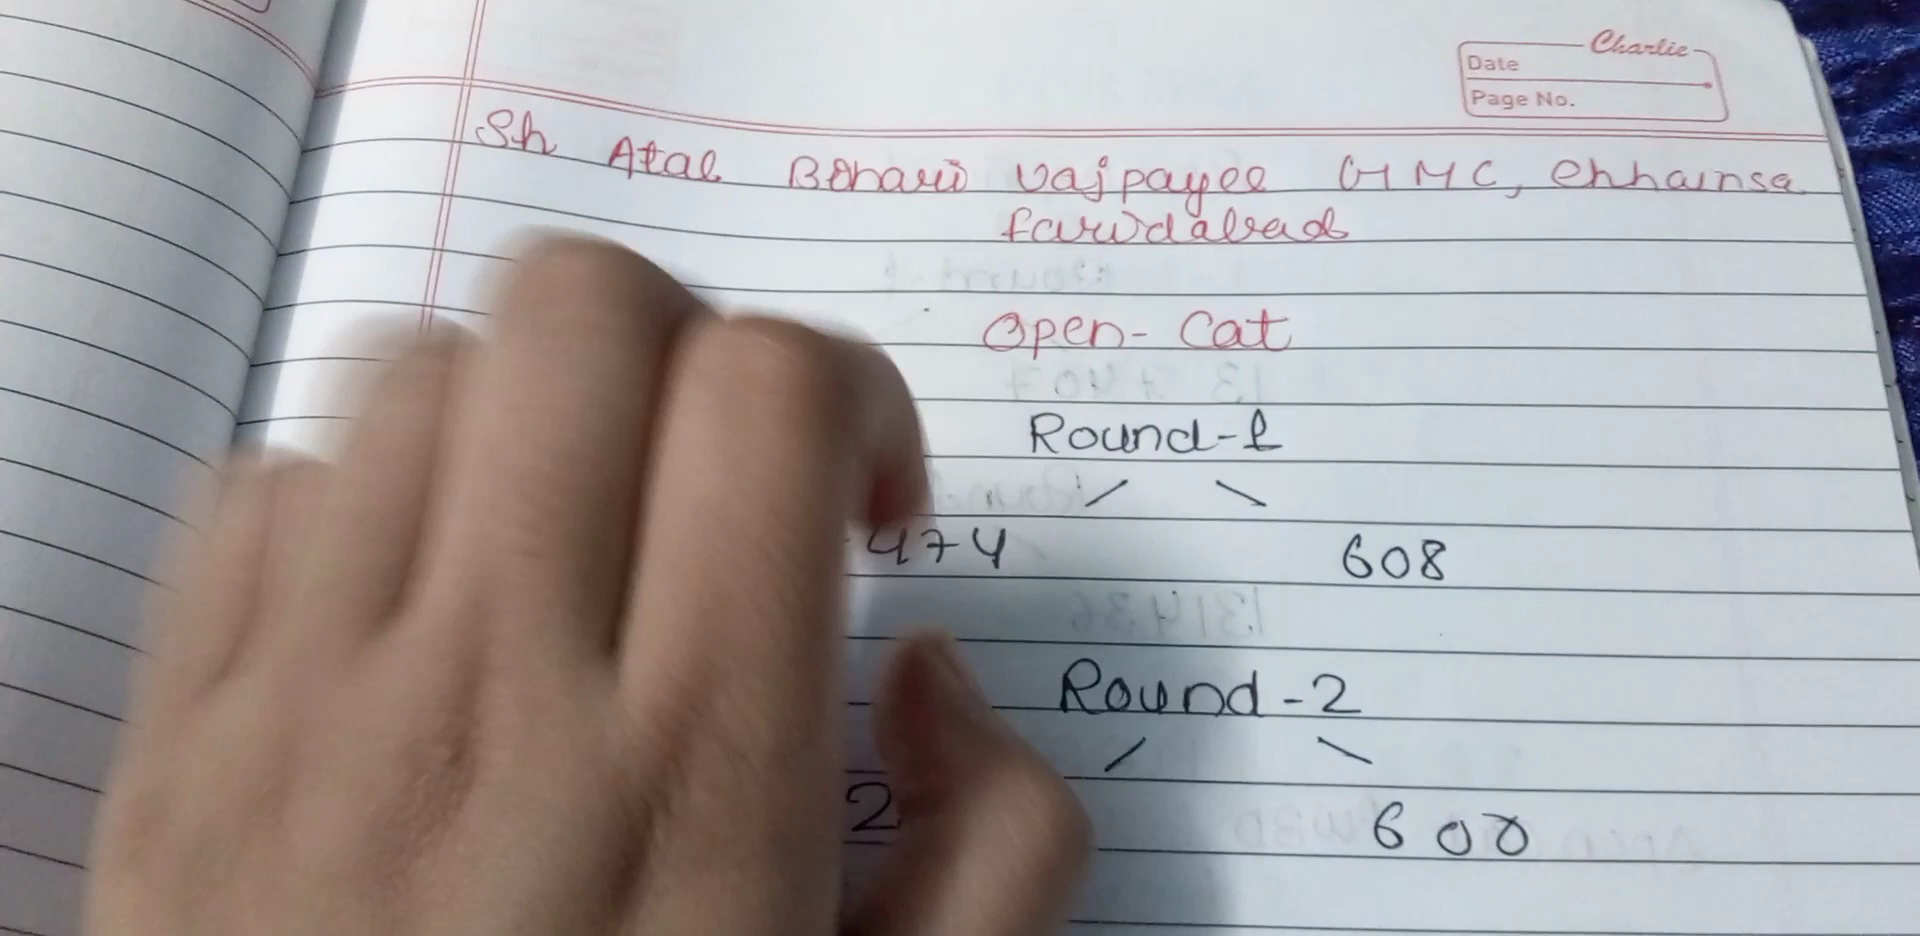 Charlie
Date
Page No.
Sh Atal Bihari Vajpayee GMC, chhainsa
faridabad
Open - Cat
Round-1
474 608
Round - 2
2 600